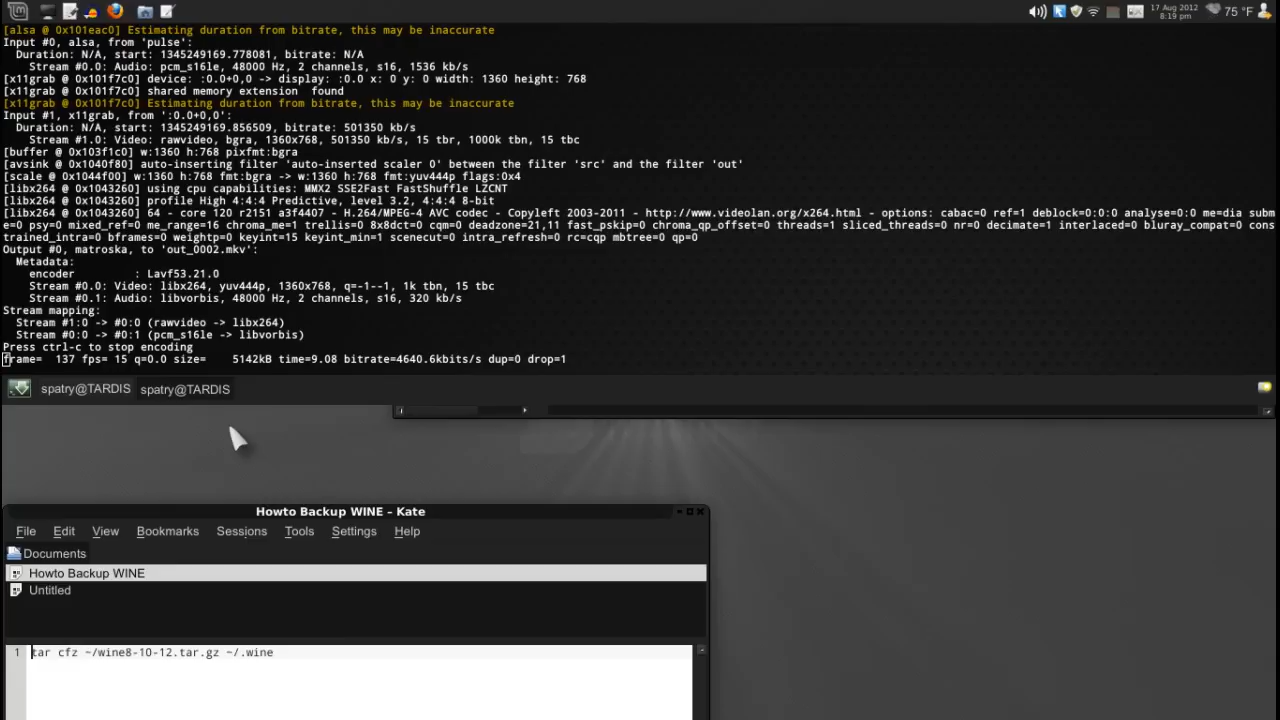 17 Aug 2012
8:19 pm
75 °F
[alsa @ 0x101eac0] Estimating duration from bitrate, this may be inaccurate
Input #0, alsa, from 'pulse':
Duration: N/A, start: 1345249169.778081, bitrate: N/A
Stream #0.0: Audio: pcm_s16le, 48000 Hz, 2 channels, s16, 1536 kb/s
[x11grab @ 0x101f7c0] device: :0.0+0,0 -> display: :0.0 x: 0 y: 0 width: 1360 height: 768
[x11grab @ 0x101f7c0] shared memory extension  found
[x11grab @ 0x101f7c0] Estimating duration from bitrate, this may be inaccurate
Input #1, x11grab, from ':0.0+0,0':
Duration: N/A, start: 1345249169.856509, bitrate: 501350 kb/s
Stream #1.0: Video: rawvideo, bgra, 1360x768, 501350 kb/s, 15 tbr, 1000k tbn, 15 tbc
[buffer @ 0x103f1c0] w:1360 h:768 pixfmt:bgra
[avsink @ 0x1040f80] auto-inserting filter 'auto-inserted scaler 0' between the filter 'src' and the filter 'out'
[scale @ 0x1044f00] w:1360 h:768 fmt:bgra -> w:1360 h:768 fmt:yuv444p flags:0x4
[libx264 @ 0x1043260] using cpu capabilities: MMX2 SSE2Fast FastShuffle LZCNT
[libx264 @ 0x1043260] profile High 4:4:4 Predictive, level 3.2, 4:4:4 8-bit
[libx264 @ 0x1043260] 64 - core 120 r2151 a3f4407 - H.264/MPEG-4 AVC codec - Copyleft 2003-2011 - http://www.videolan.org/x264.html - options: cabac=0 ref=1 deblock=0:0:0 analyse=0:0 me=dia subm
e=0 psy=0 mixed_ref=0 me_range=16 chroma_me=1 trellis=0 8x8dct=0 cqm=0 deadzone=21,11 fast_pskip=0 chroma_qp_offset=0 threads=1 sliced_threads=0 nr=0 decimate=1 interlaced=0 bluray_compat=0 cons
trained_intra=0 bframes=0 weightp=0 keyint=15 keyint_min=1 scenecut=0 intra_refresh=0 rc=cqp mbtree=0 qp=0
Output #0, matroska, to 'out_0002.mkv':
Metadata:
encoder         : Lavf53.21.0
Stream #0.0: Video: libx264, yuv444p, 1360x768, q=-1--1, 1k tbn, 15 tbc
Stream #0.1: Audio: libvorbis, 48000 Hz, 2 channels, s16, 320 kb/s
Stream mapping:
Stream #1:0 -> #0:0 (rawvideo -> libx264)
Stream #0:0 -> #0:1 (pcm_s16le -> libvorbis)
Press ctrl-c to stop encoding
frame=  137 fps= 15 q=0.0 size=    5142kB time=9.08 bitrate=4640.6kbits/s dup=0 drop=1
spatry@TARDIS spatry@TARDIS
Howto Backup WINE – Kate
File Edit View Bookmarks Sessions Tools Settings Help
Documents
Howto Backup WINE
Untitled
1 tar cfz ~/wine8-10-12.tar.gz ~/.wine